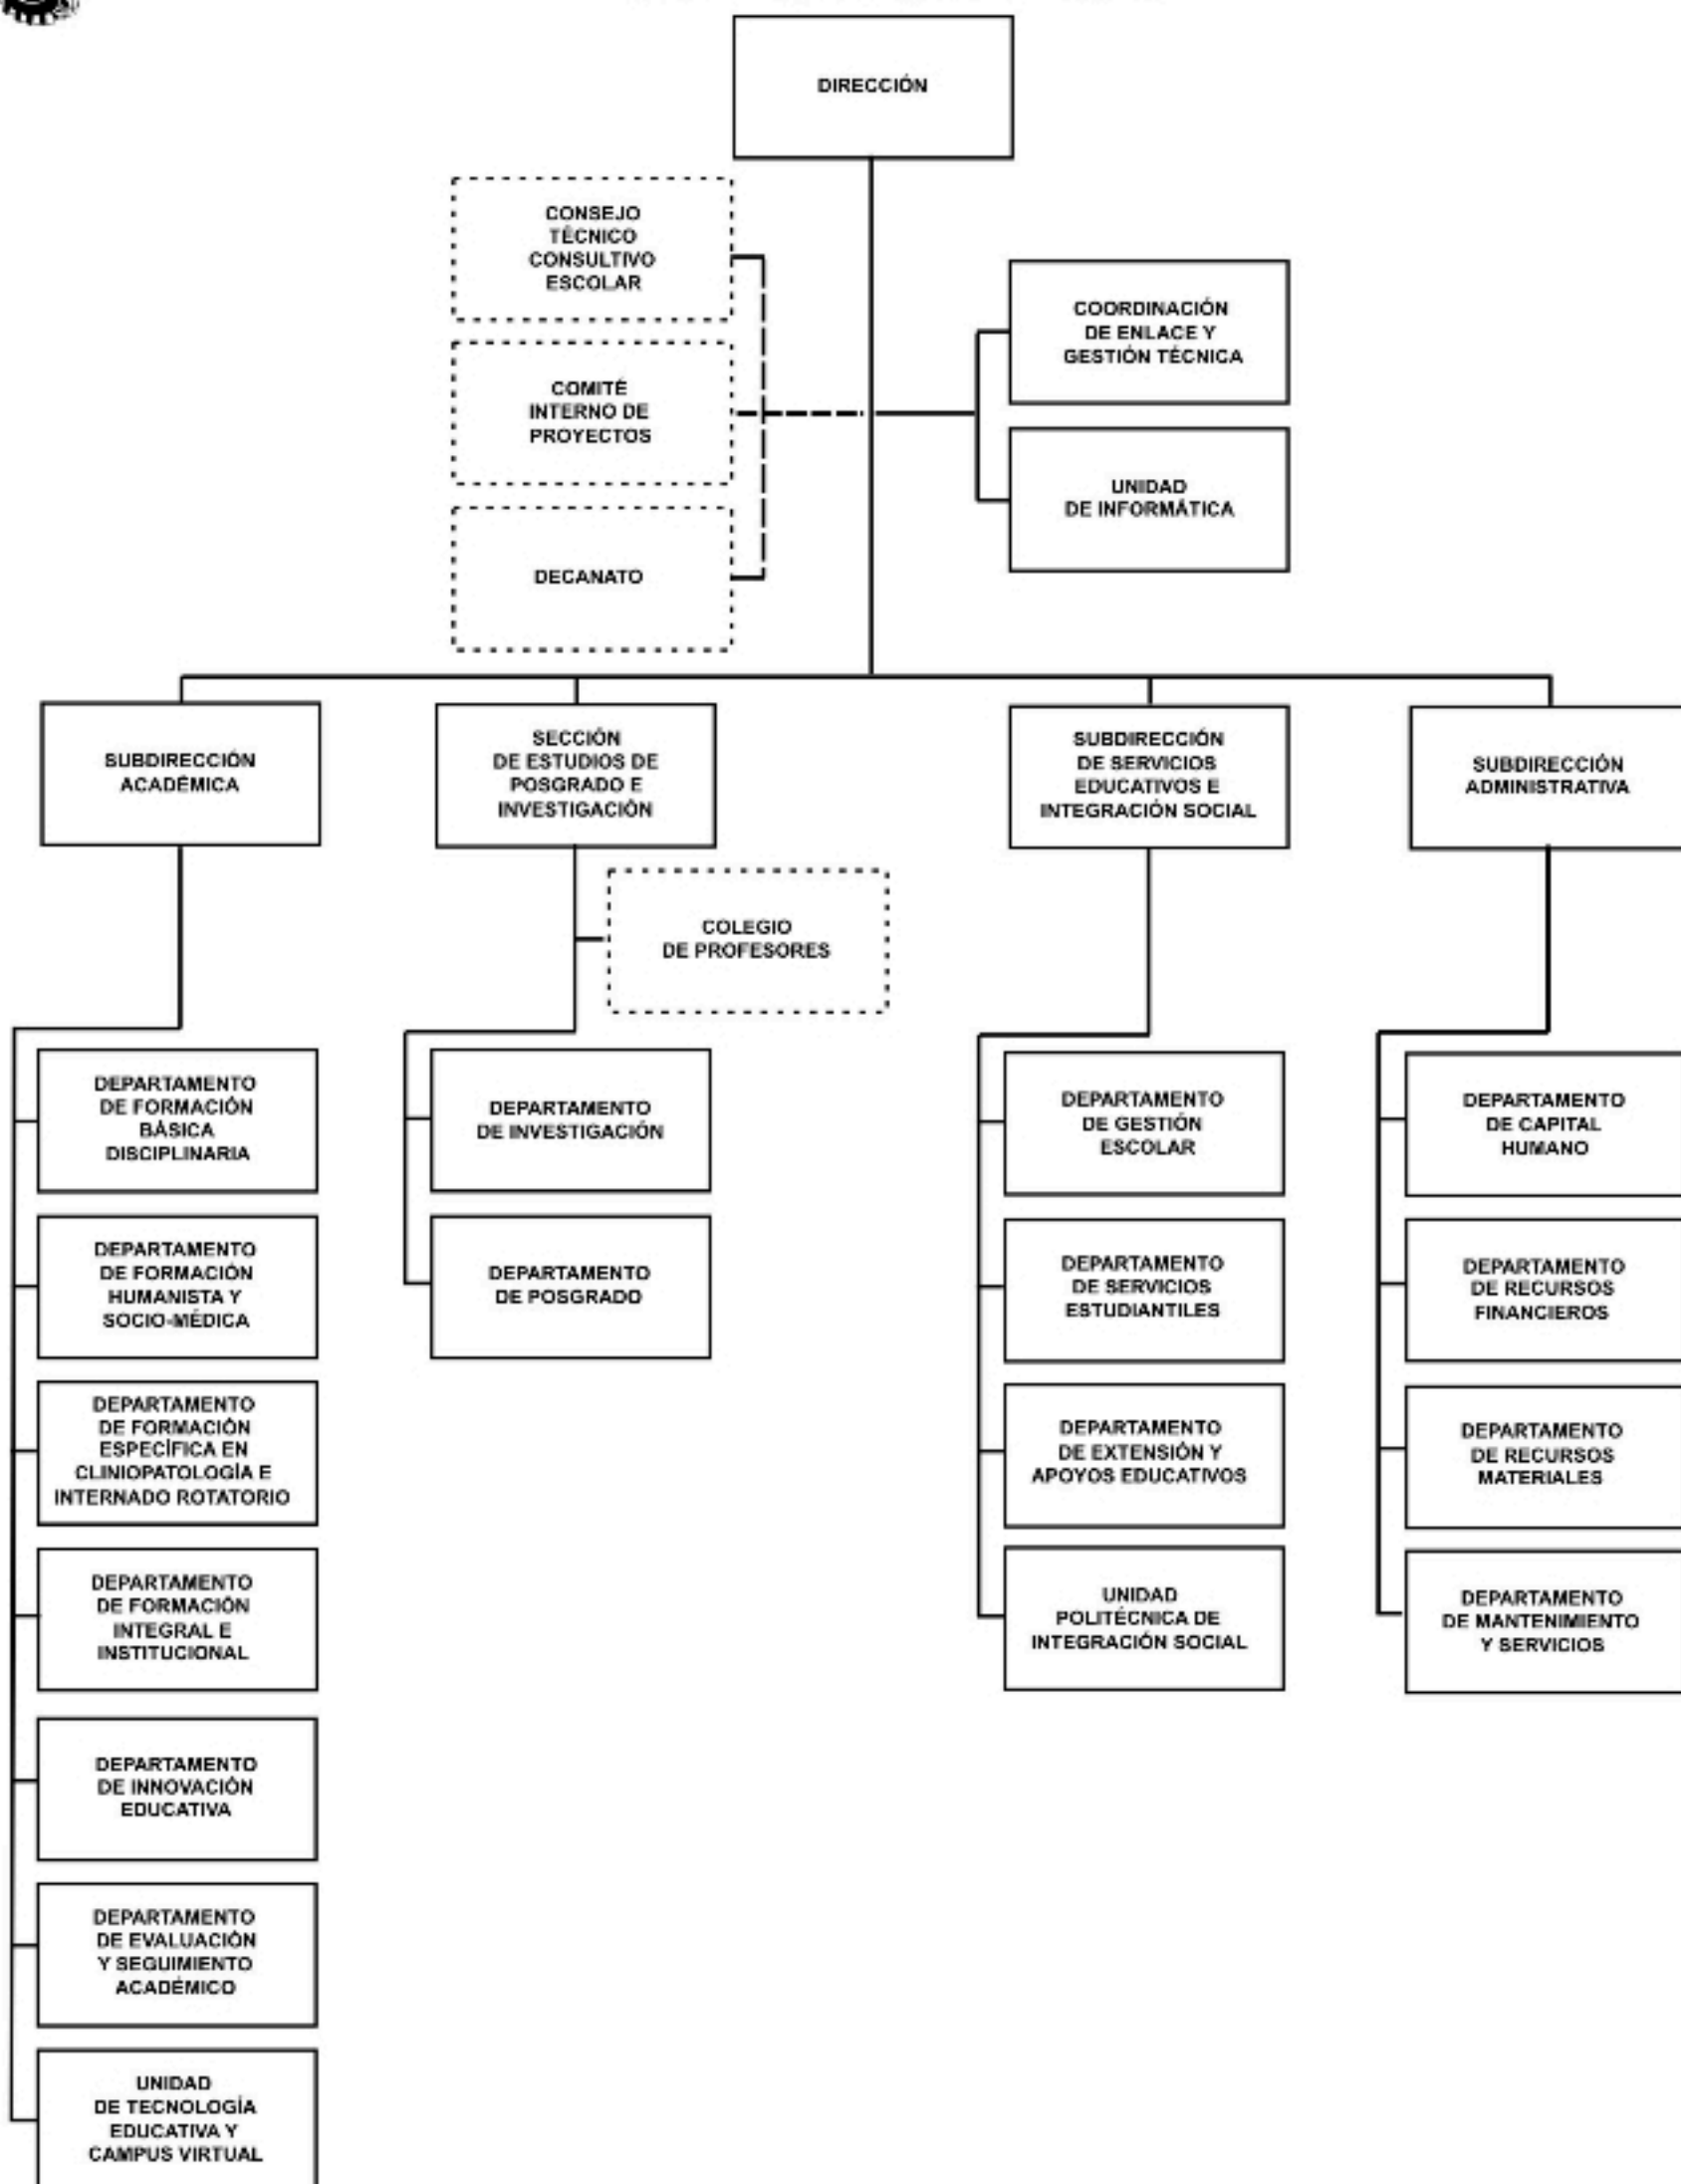 DIRECCIÓN
CONSEJO
TÉCNICO
CONSULTIVO
ESCOLAR
COMITÉ
INTERNO DE
PROYECTOS
DECANATO
COORDINACIÓN
DE ENLACE Y
GESTIÓN TÉCNICA
UNIDAD
DE INFORMÁTICA
SUBDIRECCIÓN
ACADÉMICA
SECCIÓN
DE ESTUDIOS DE
POSGRADO E
INVESTIGACIÓN
SUBDIRECCIÓN
DE SERVICIOS
EDUCATIVOS E
INTEGRACIÓN SOCIAL
SUBDIRECCIÓN
ADMINISTRATIVA
COLEGIO
DE PROFESORES
DEPARTAMENTO
DE FORMACIÓN
BÁSICA
DISCIPLINARIA
DEPARTAMENTO
DE FORMACIÓN
HUMANISTA Y
SOCIO-MÉDICA
DEPARTAMENTO
DE FORMACIÓN
ESPECÍFICA EN
CLINIOPATOLOGÍA E
INTERNADO ROTATORIO
DEPARTAMENTO
DE FORMACIÓN
INTEGRAL E
INSTITUCIONAL
DEPARTAMENTO
DE INNOVACIÓN
EDUCATIVA
DEPARTAMENTO
DE EVALUACIÓN
Y SEGUIMIENTO
ACADÉMICO
UNIDAD
DE TECNOLOGÍA
EDUCATIVA Y
CAMPUS VIRTUAL
DEPARTAMENTO
DE INVESTIGACIÓN
DEPARTAMENTO
DE POSGRADO
DEPARTAMENTO
DE GESTIÓN
ESCOLAR
DEPARTAMENTO
DE SERVICIOS
ESTUDIANTILES
DEPARTAMENTO
DE EXTENSIÓN Y
APOYOS EDUCATIVOS
UNIDAD
POLITÉCNICA DE
INTEGRACIÓN SOCIAL
DEPARTAMENTO
DE CAPITAL
HUMANO
DEPARTAMENTO
DE RECURSOS
FINANCIEROS
DEPARTAMENTO
DE RECURSOS
MATERIALES
DEPARTAMENTO
DE MANTENIMIENTO
Y SERVICIOS